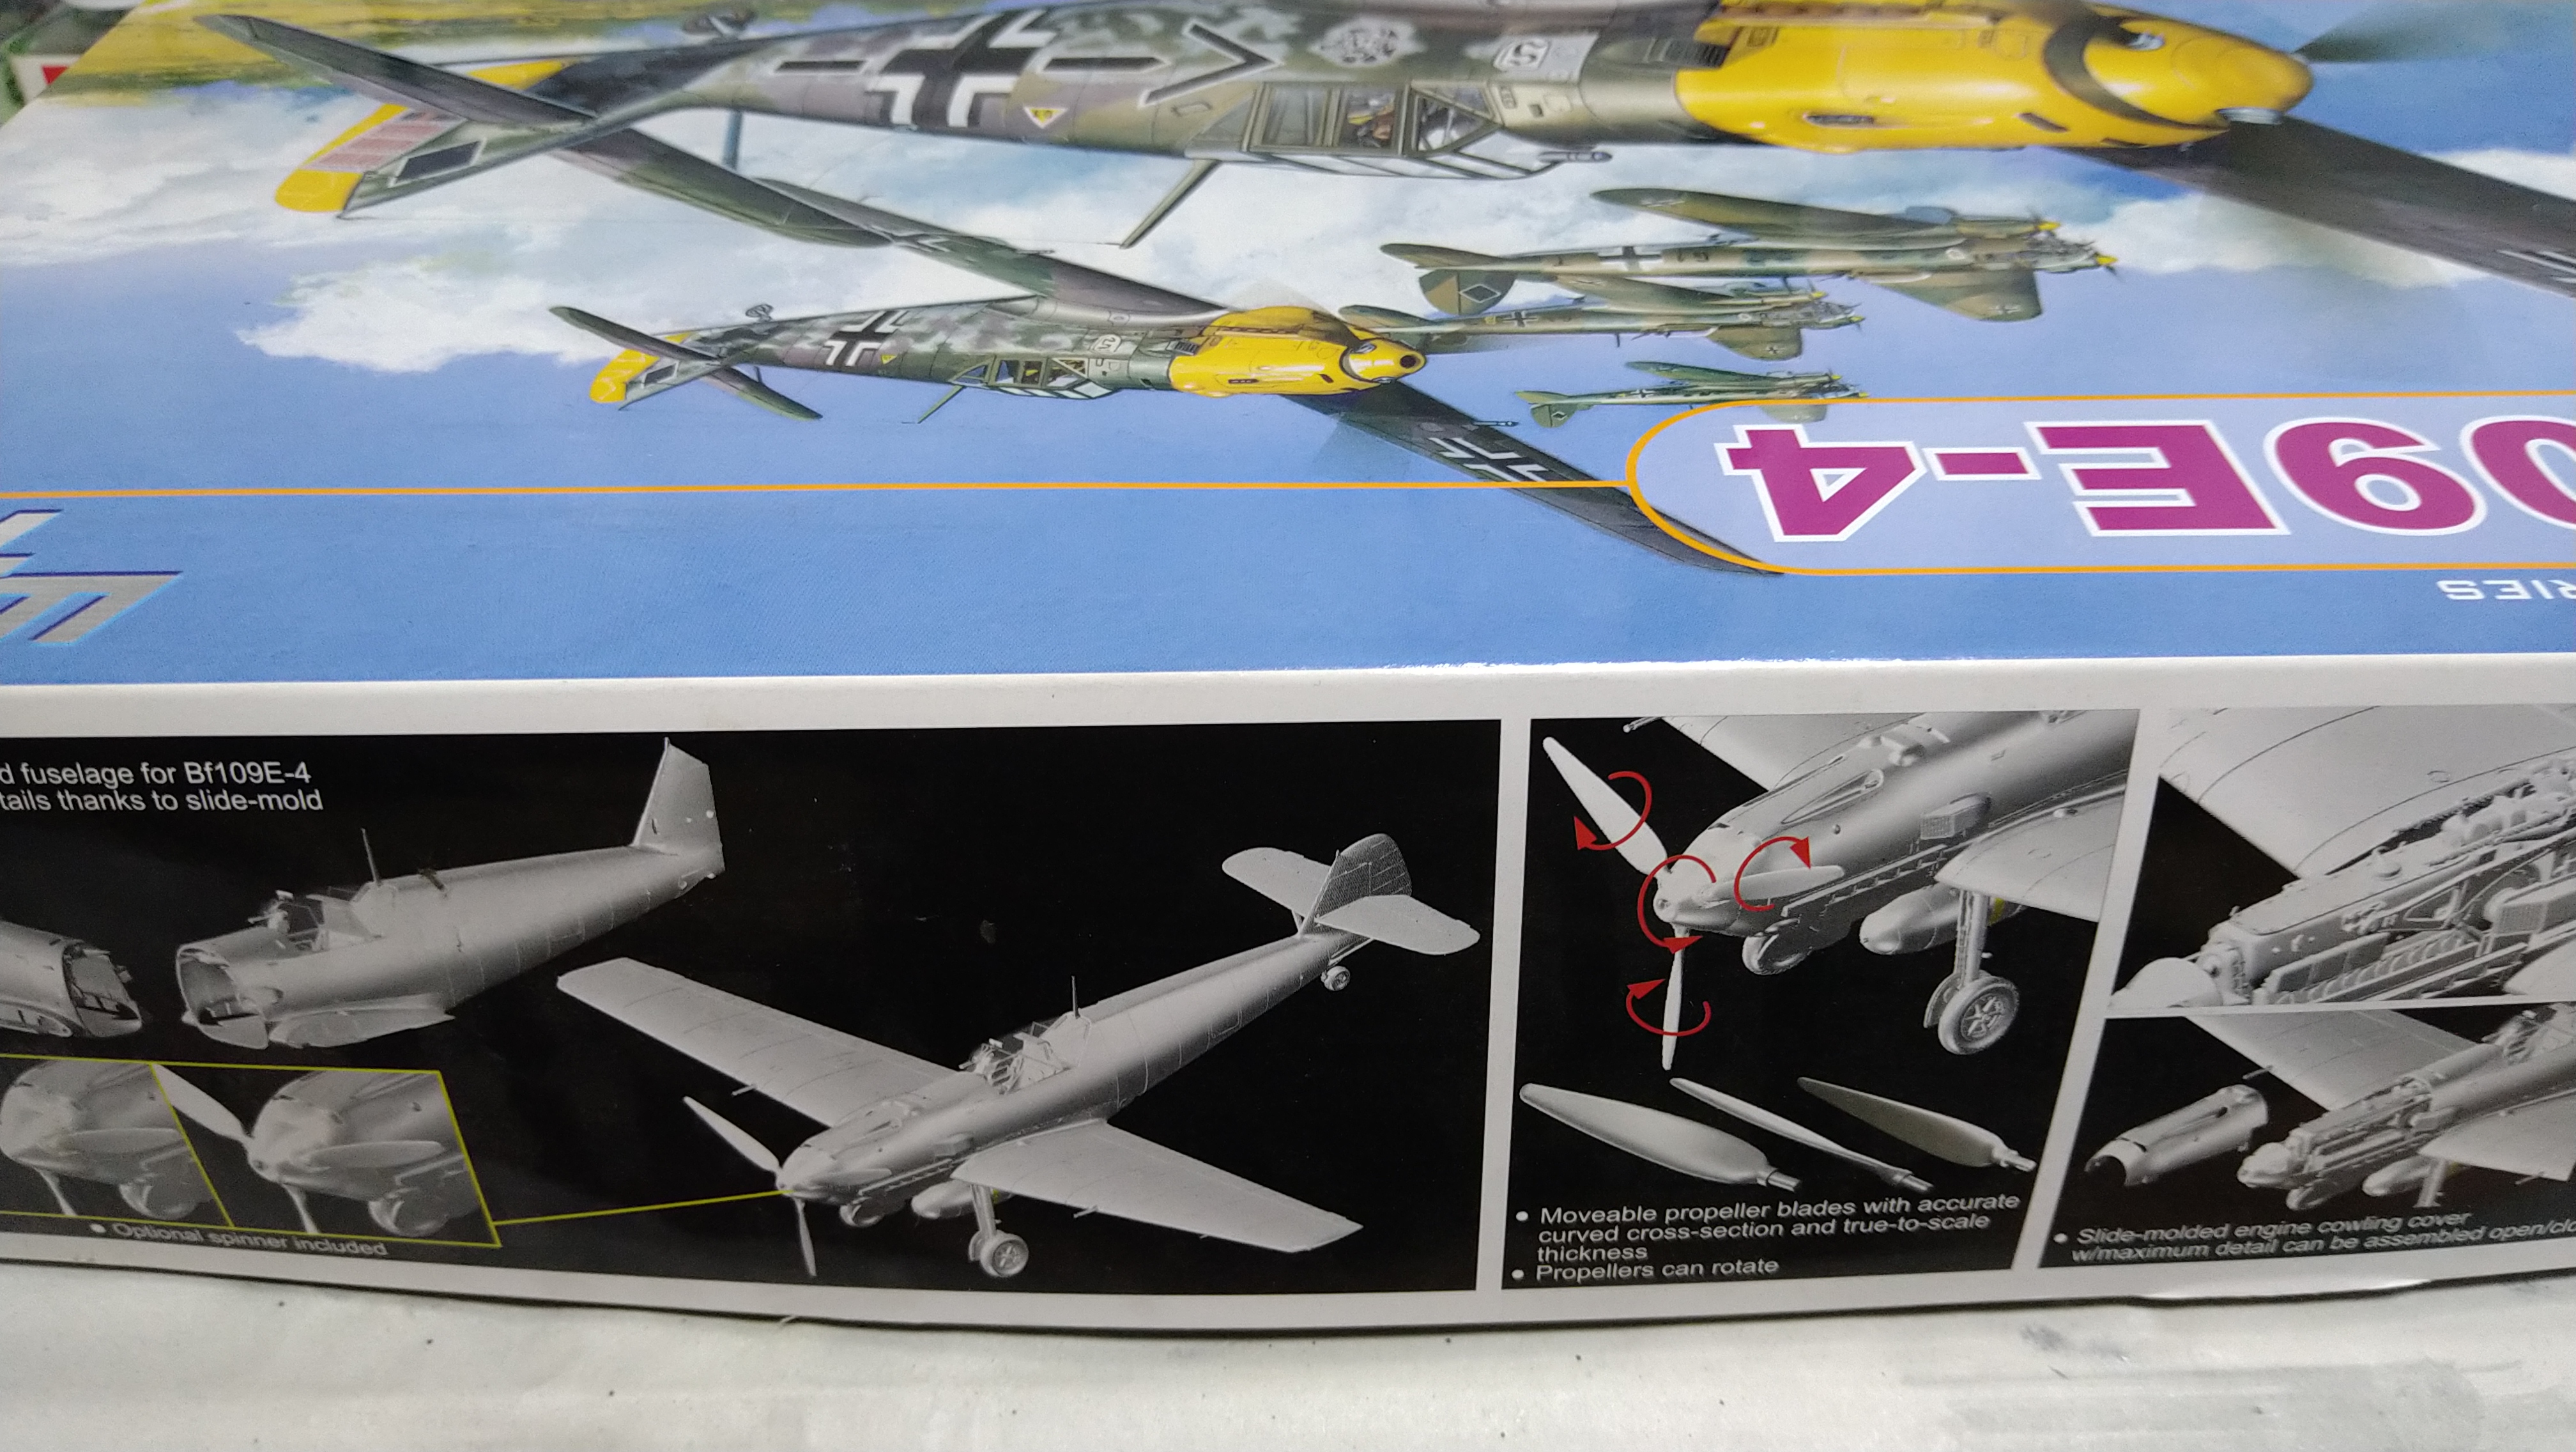 09E-4
RIES
d fuselage for Bf109E-4
tails thanks to slide-mold
• Optional spinner included
• Moveable propeller blades with accurate
curved cross-section and true-to-scale
thickness
• Propellers can rotate
• Slide-molded engine cowling cover
w/maximum detail can be assembled open/cl